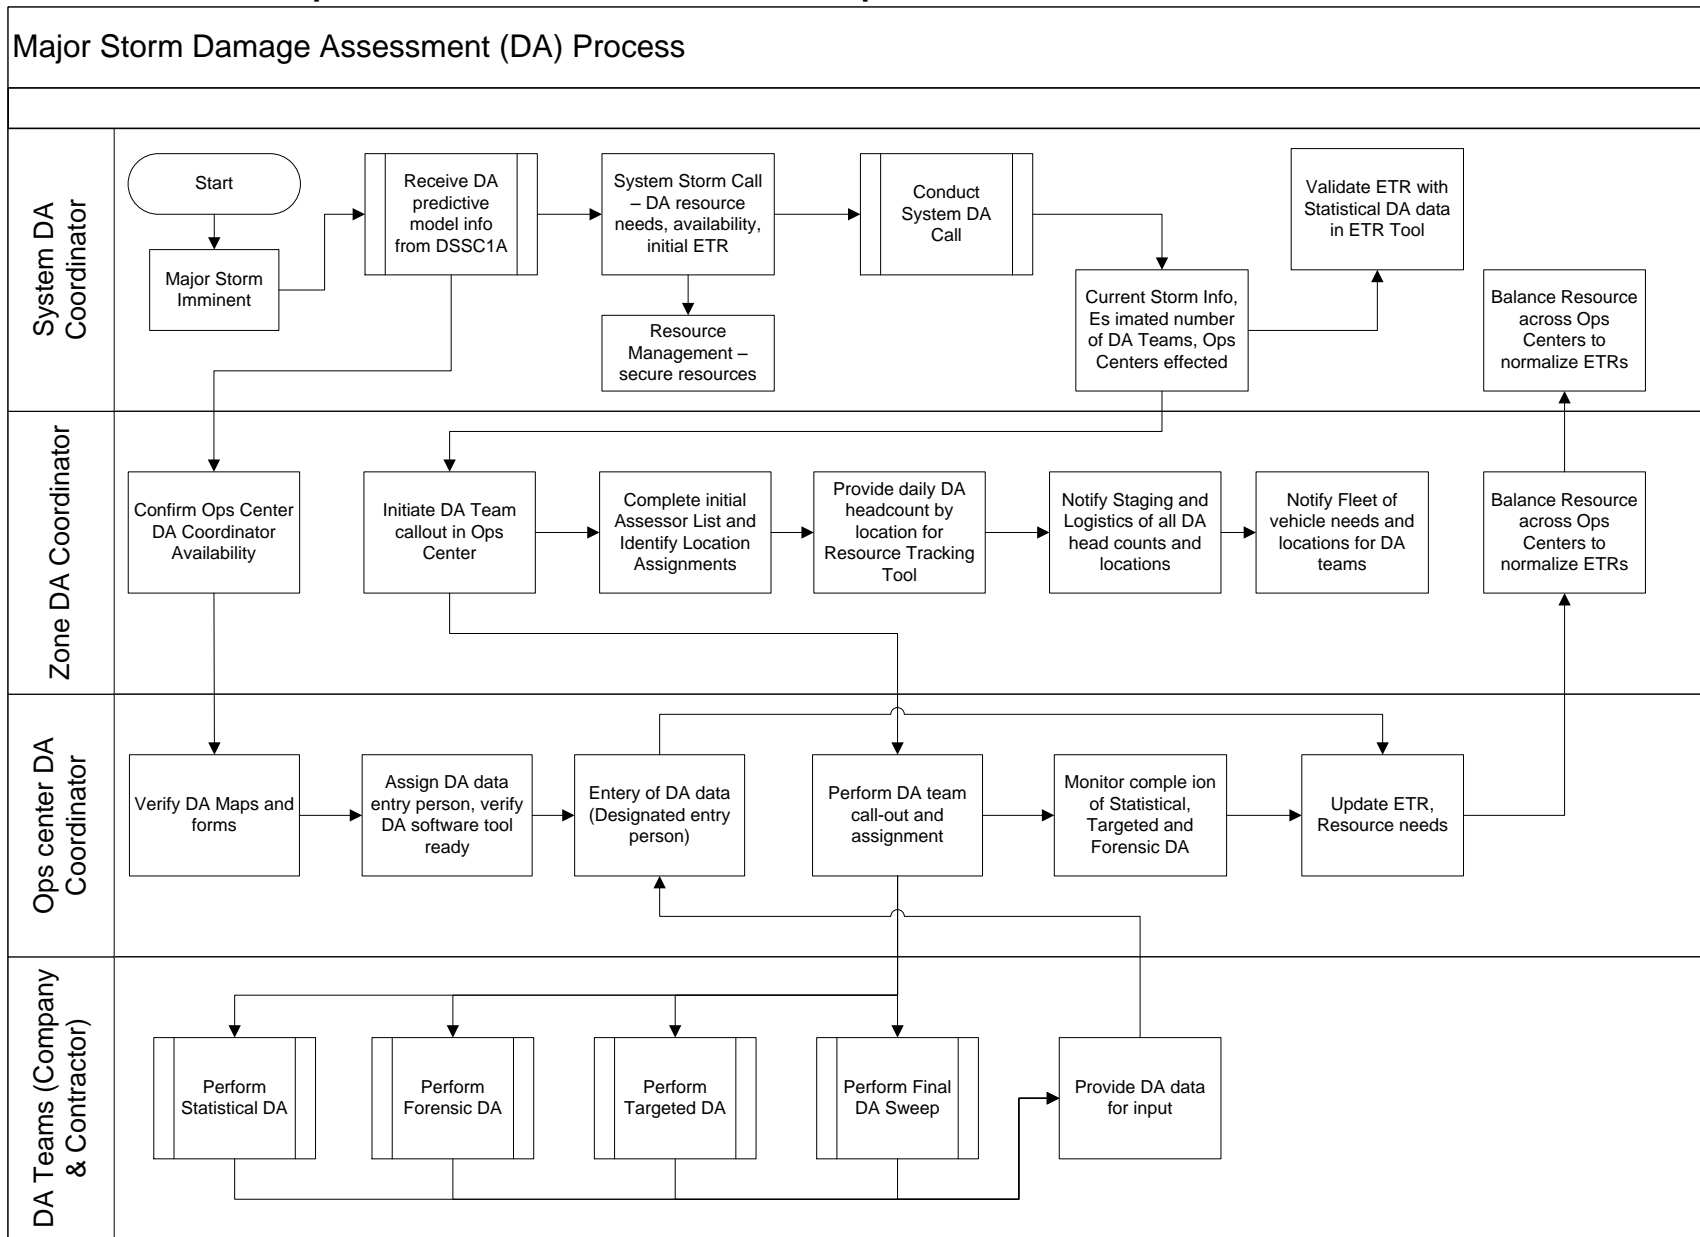 Major Storm Damage Assessment (DA) Process
System DA
Coordinator
Start
Major Storm
Imminent
Receive DA
predictive
model info
from DSSC1A
System Storm Call
– DA resource
needs, availability,
initial ETR
Resource
Management –
secure resources
Conduct
System DA
Call
Current Storm Info,
Es imated number
of DA Teams, Ops
Centers effected
Validate ETR with
Statistical DA data
in ETR Tool
Balance Resource
across Ops
Centers to
normalize ETRs
Zone DA Coordinator
Confirm Ops Center
DA Coordinator
Availability
Initiate DA Team
callout in Ops
Center
Complete initial
Assessor List and
Identify Location
Assignments
Provide daily DA
headcount by
location for
Resource Tracking
Tool
Notify Staging and
Logistics of all DA
head counts and
locations
Notify Fleet of
vehicle needs and
locations for DA
teams
Balance Resource
across Ops
Centers to
normalize ETRs
Ops center DA
Coordinator
Verify DA Maps and
forms
Assign DA data
entry person, verify
DA software tool
ready
Entery of DA data
(Designated entry
person)
Perform DA team
call-out and
assignment
Monitor comple ion
of Statistical,
Targeted and
Forensic DA
Update ETR,
Resource needs
DA Teams (Company
& Contractor)
Perform
Statistical DA
Perform
Forensic DA
Perform
Targeted DA
Perform Final
DA Sweep
Provide DA data
for input